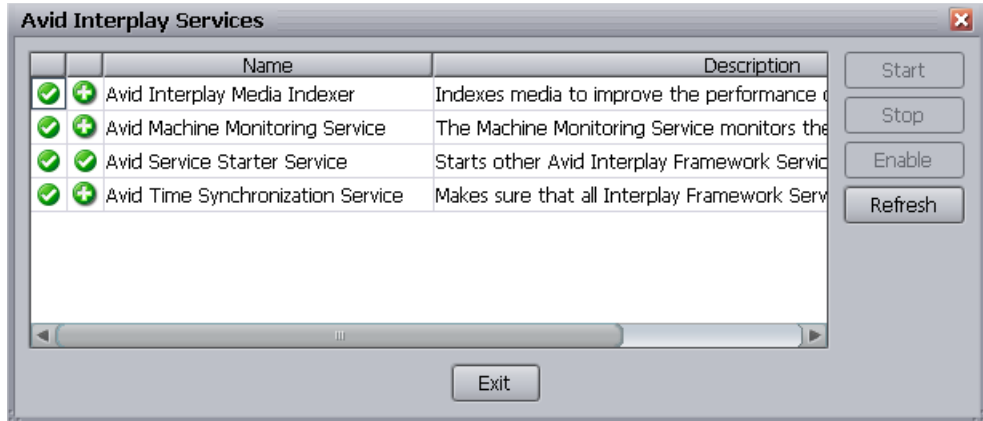 Avid Interplay Services
Name Description
Avid Interplay Media Indexer Indexes media to improve the performance
Avid Machine Monitoring Service The Machine Monitoring Service monitors the
Avid Service Starter Service Starts other Avid Interplay Framework Servic
Avid Time Synchronization Service Makes sure that all Interplay Framework Serv
Start
Stop
Enable
Refresh
Exit